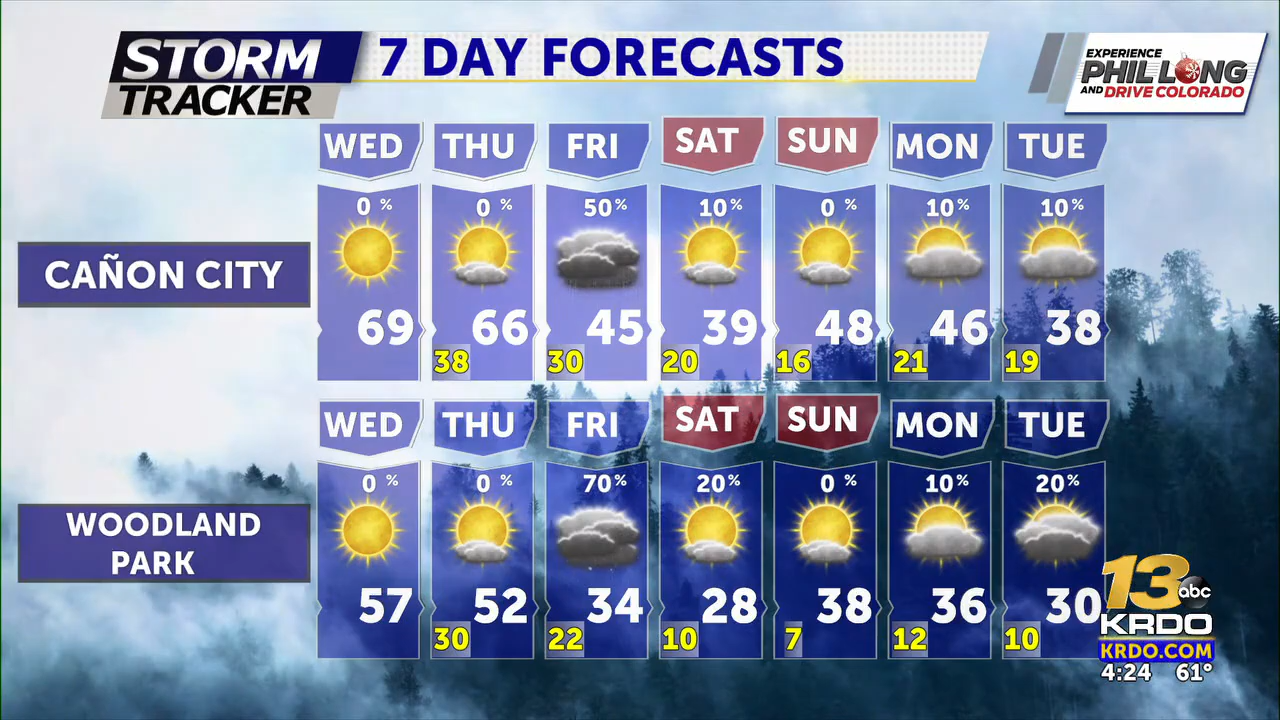 STORM
TRACKER
7 DAY FORECASTS
EXPERIENCE
PHIL LONG
AND DRIVE COLORADO
WED THU FRI SAT SUN MON TUE
0 % 0 % 50% 10% 0 % 10% 10%
CAÑON CITY
69 66 45 39 48 46 38
38 30 20 16 21 19
WED THU FRI SAT SUN MON TUE
0 % 0 % 70% 20% 0 % 10% 20%
WOODLAND
PARK
57 52 34 28 38 36 30
30 22 10 7 12 10
13 abc
KRDO
KRDO.COM
4:24 61°